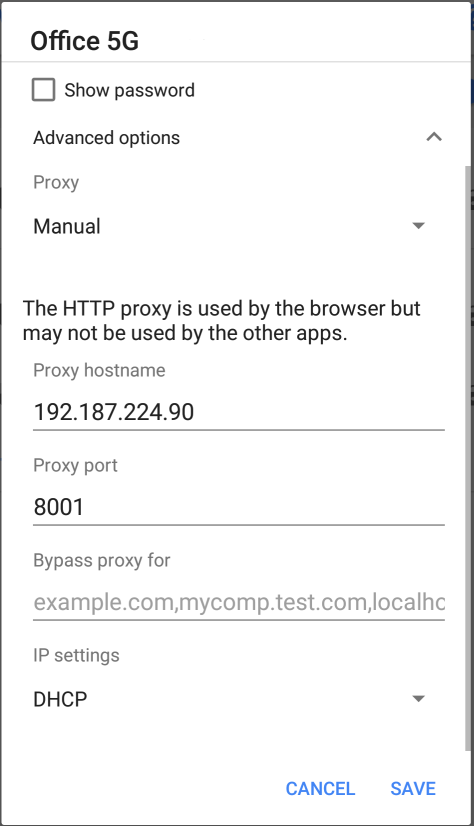 Office 5G
Show password
Advanced options
Proxy
Manual
The HTTP proxy is used by the browser but
may not be used by the other apps.
Proxy hostname
192.187.224.90
Proxy port
8001
Bypass proxy for
example.com,mycomp.test.com,localhc
IP settings
DHCP
CANCEL SAVE